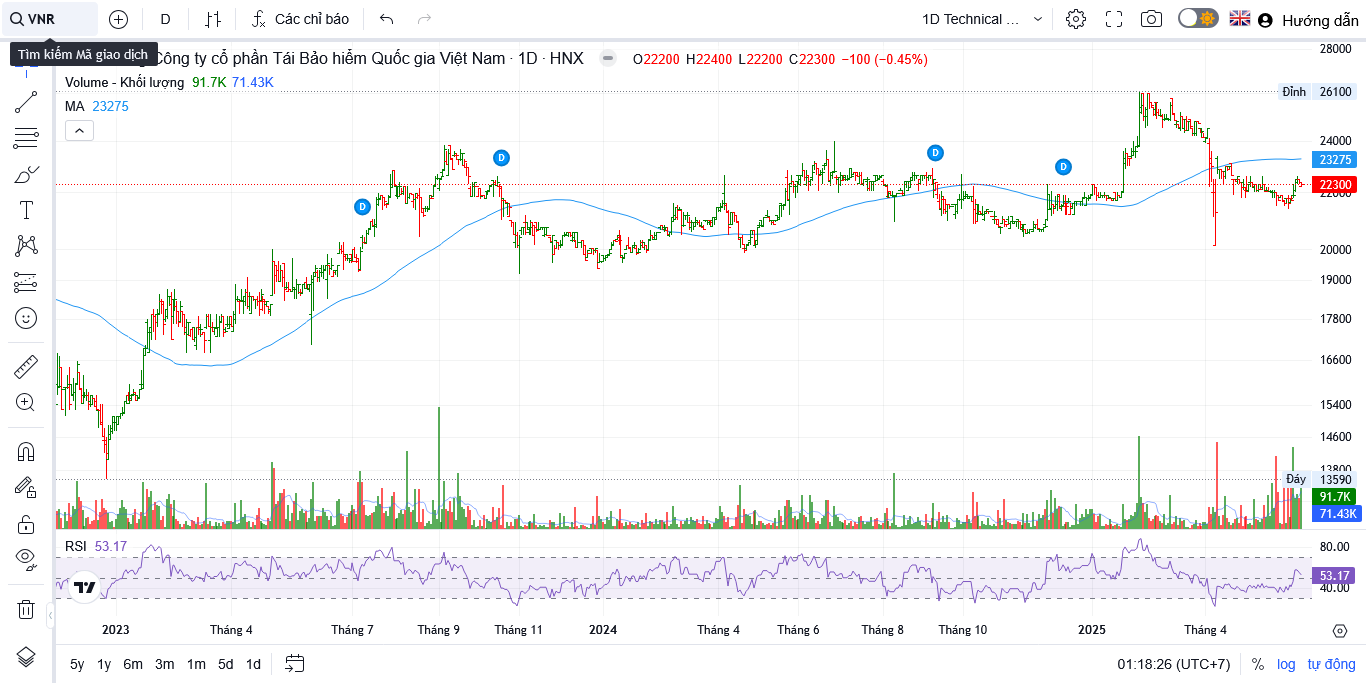 VNR D Các chỉ báo 1D Technical ... Hướng dẫn
Tìm kiếm Mã giao dịch
Công ty cổ phần Tái Bảo hiểm Quốc gia Việt Nam · 1D · HNX O22200 H22400 L22200 C22300 −100 (−0.45%)
Volume - Khối lượng 91.7K 71.43K
MA 23275
28000
Đỉnh 26100
24000
23275
22300
22000
20000
19000
17800
16600
15400
14600
13800
Đáy 13590
91.7K
71.43K
D
D
D
D
RSI 53.17
80.00
53.17
40.00
2023 Tháng 4 Tháng 7 Tháng 9 Tháng 11 2024 Tháng 4 Tháng 6 Tháng 8 Tháng 10 2025 Tháng 4
5y 1y 6m 3m 1m 5d 1d 01:18:26 (UTC+7) % log tự động